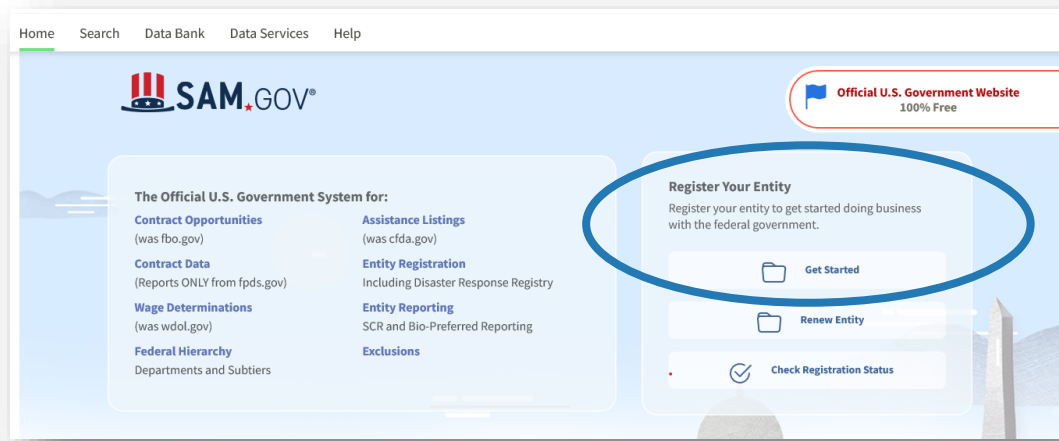 Home Search Data Bank Data Services Help
SAM.GOV®
Official U.S. Government Website
100% Free
The Official U.S. Government System for:
Contract Opportunities
(was fbo.gov)
Contract Data
(Reports ONLY from fpds.gov)
Wage Determinations
(was wdol.gov)
Federal Hierarchy
Departments and Subtiers
Assistance Listings
(was cfda.gov)
Entity Registration
Including Disaster Response Registry
Entity Reporting
SCR and Bio-Preferred Reporting
Exclusions
Register Your Entity
Register your entity to get started doing business
with the federal government.
Get Started
Renew Entity
Check Registration Status